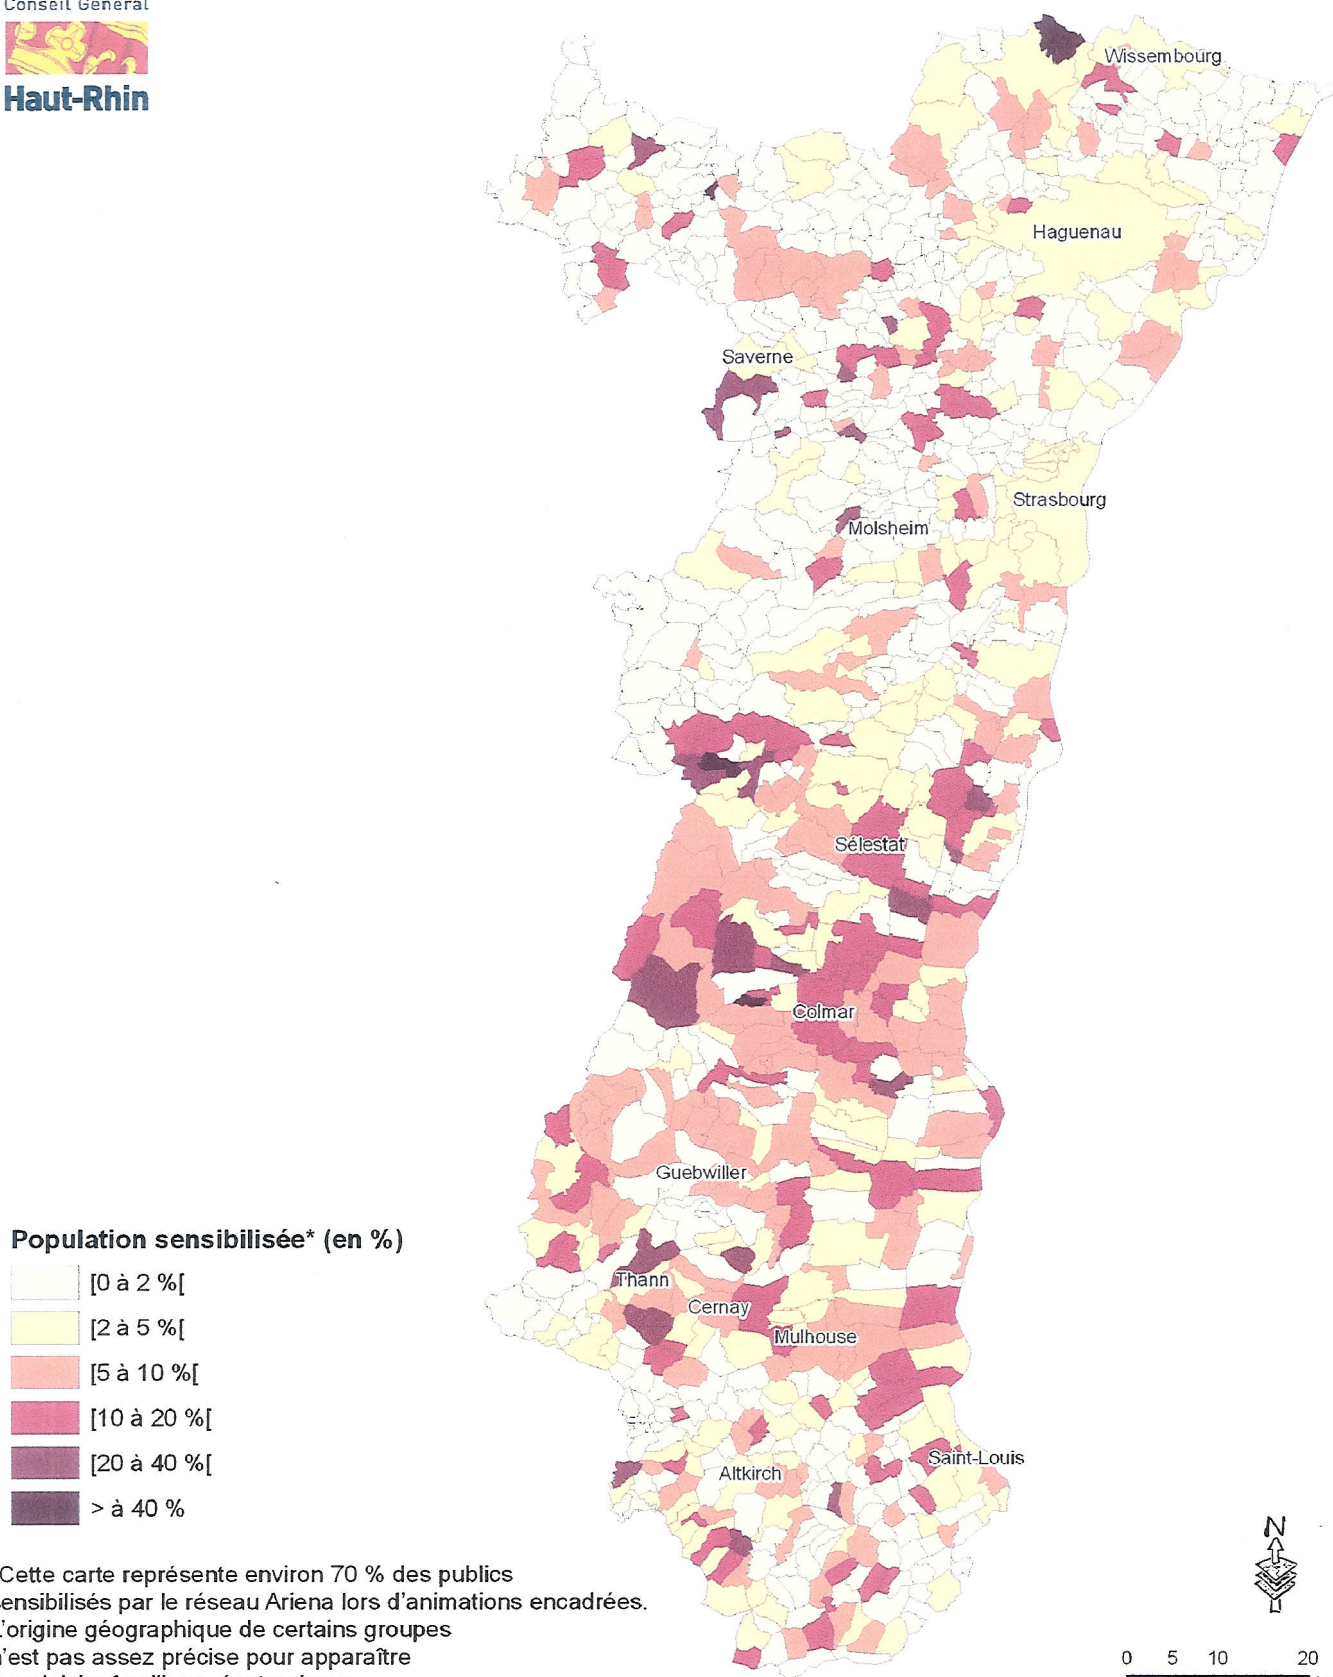 Conseil Général
Haut-Rhin
Wissembourg
Haguenau
Saverne
Strasbourg
Molsheim
Sélestat
Colmar
Guebwiller
Thann
Cernay
Mulhouse
Saint-Louis
Altkirch
Population sensibilisée* (en %)
[0 à 2 %[
[2 à 5 %[
[5 à 10 %[
[10 à 20 %[
[20 à 40 %[
> à 40 %
Cette carte représente environ 70 % des publics
sensibilisés par le réseau Ariena lors d'animations encadrées.
L'origine géographique de certains groupes
n'est pas assez précise pour apparaître
N
0 5 10 20